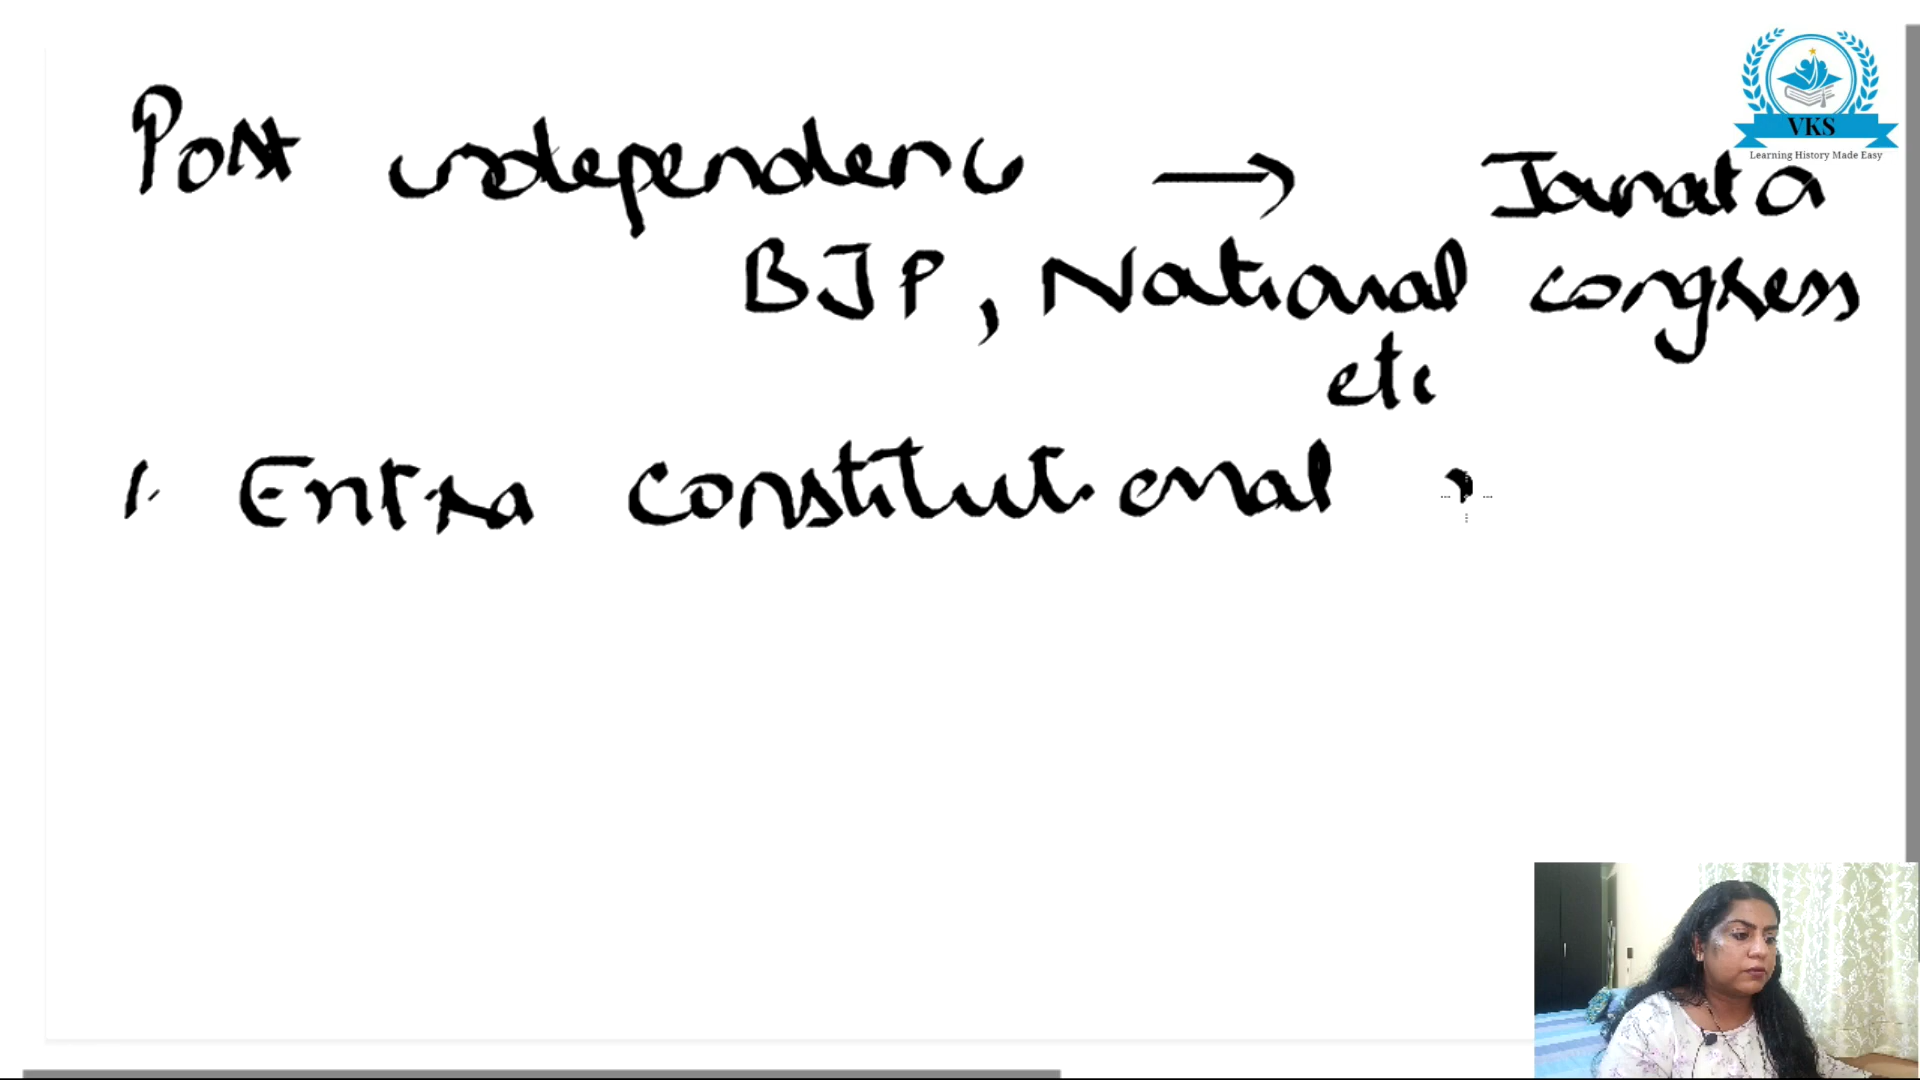 VKS
Learning History Made Easy
Post independence → Janata
BJP, National congress
etc
1. Extra constitutional